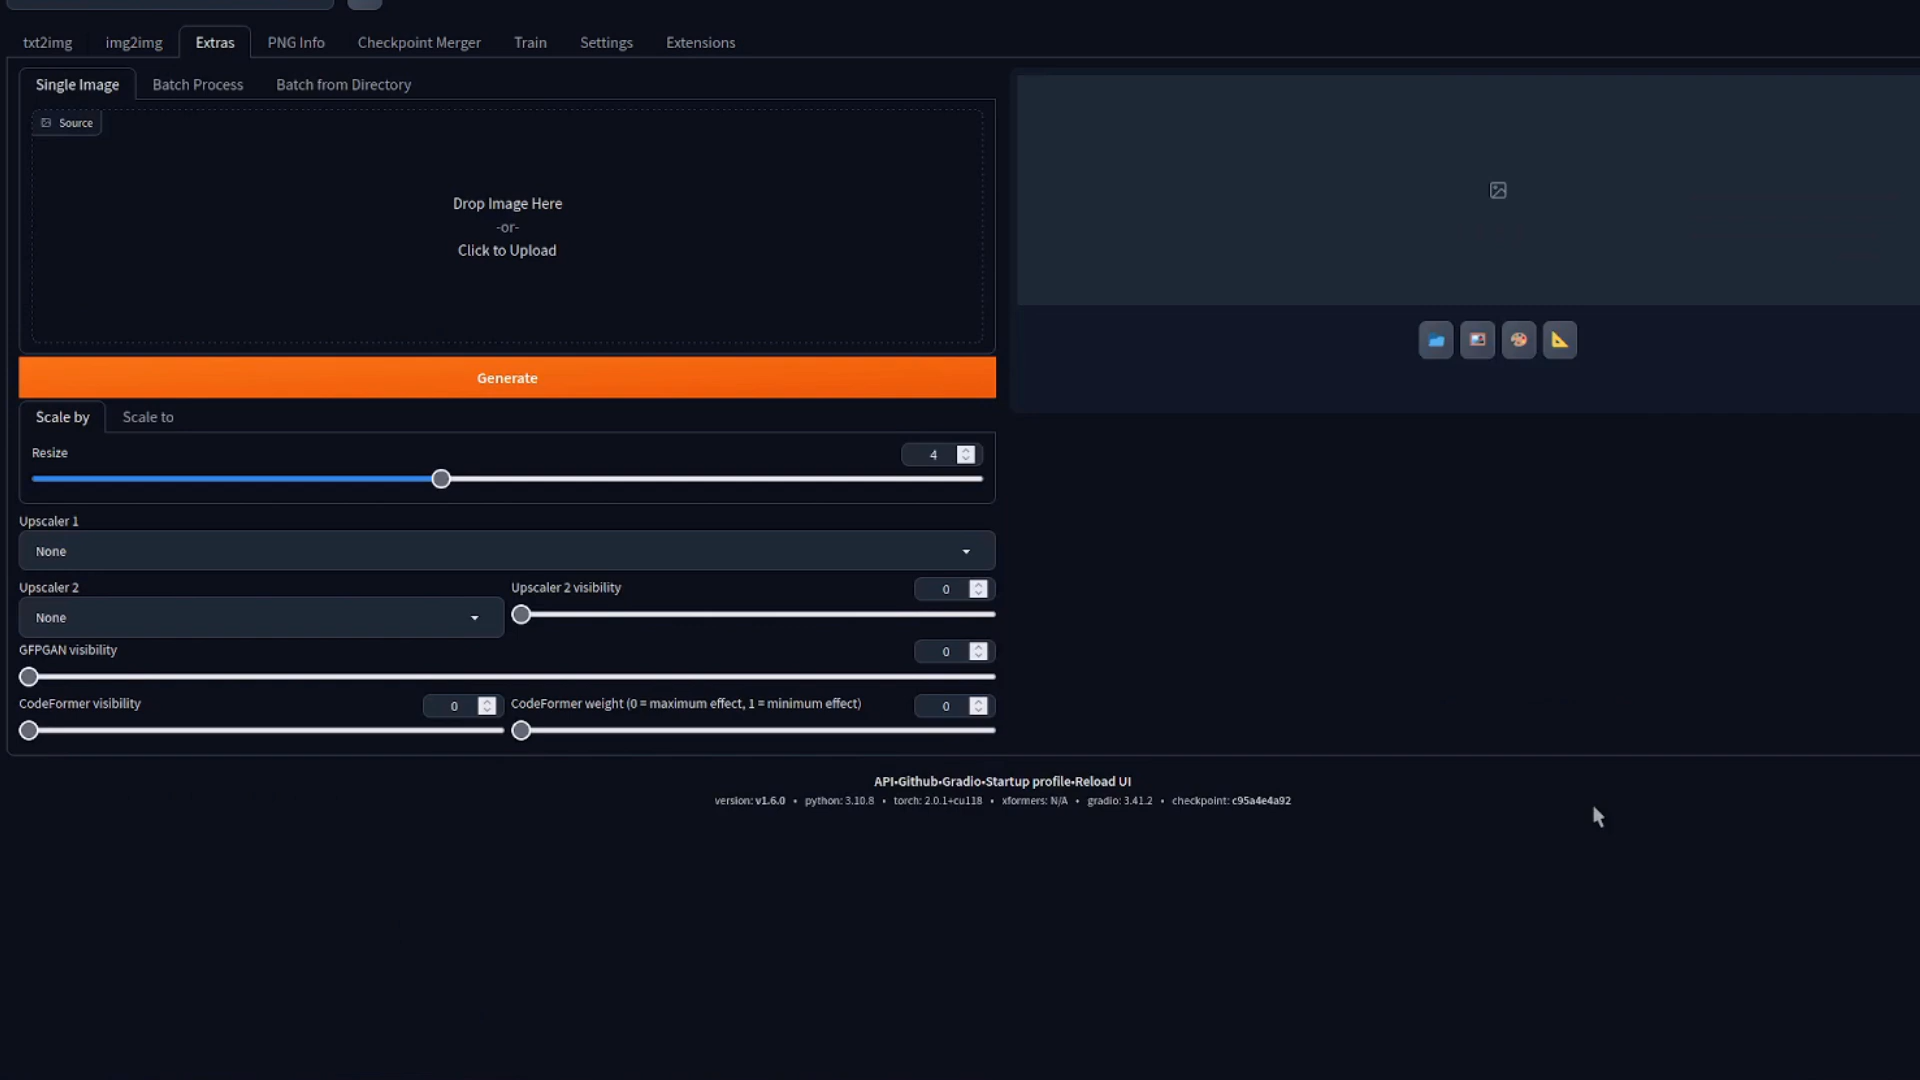 txt2img img2img Extras PNG Info Checkpoint Merger Train Settings Extensions
Single Image Batch Process Batch from Directory
Source
Drop Image Here
-or-
Click to Upload
Generate
Scale by Scale to
Resize 4
Upscaler 1
None
Upscaler 2 Upscaler 2 visibility 0
None
GFPGAN visibility 0
CodeFormer visibility 0 CodeFormer weight (0 = maximum effect, 1 = minimum effect) 0
API•Github•Gradio•Startup profile•Reload UI
version: v1.6.0 • python: 3.10.8 • torch: 2.0.1+cu118 • xformers: N/A • gradio: 3.41.2 • checkpoint: c95a4e4a92